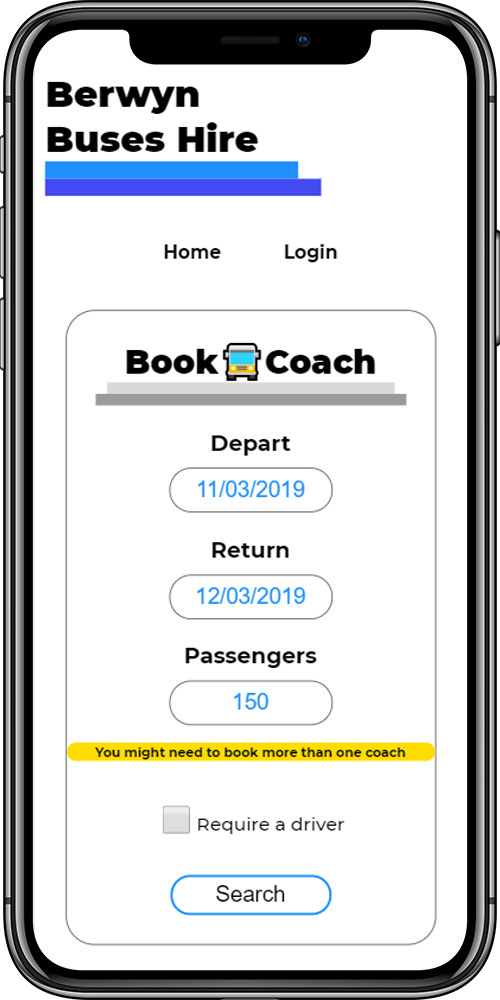 Berwyn
Buses Hire
Home Login
Book Coach
Depart
11/03/2019
Return
12/03/2019
Passengers
150
You might need to book more than one coach
Require a driver
Search